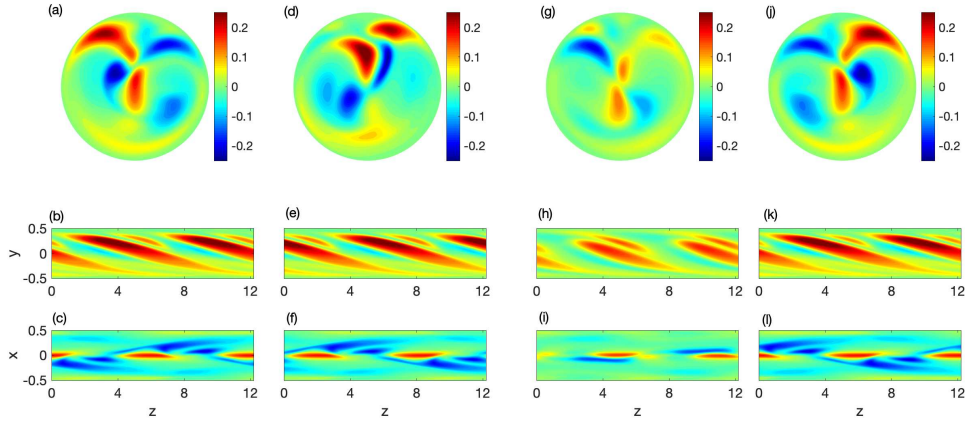 (a) (d) (g) (j)
0.2 0.2 0.2 0.2
0.1 0.1 0.1 0.1
0 0 0 0
-0.1 -0.1 -0.1 -0.1
-0.2 -0.2 -0.2 -0.2
(b) (e) (h) (k)
0.5
y 0
-0.5
0 4 8 12 0 4 8 12 0 4 8 12 0 4 8 12
(c) (f) (i) (l)
0.5
x 0
-0.5
0 4 8 12 0 4 8 12 0 4 8 12 0 4 8 12
z z z z